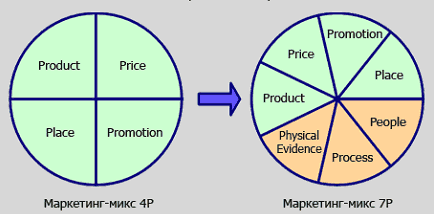 Product
Price
Place
Promotion
Маркетинг-микс 4P
Promotion
Price
Place
Product
People
Physical
Evidence
Process
Маркетинг-микс 7P